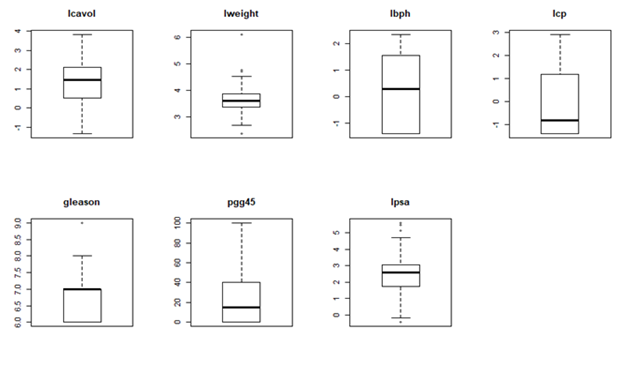 lcavol
-1 0 1 2 3 4
lweight
3 4 5 6
lbph
-1 0 1 2
lcp
-1 0 1 2 3
gleason
6.0 6.5 7.0 7.5 8.0 8.5 9.0
pgg45
0 20 40 60 80 100
lpsa
0 1 2 3 4 5